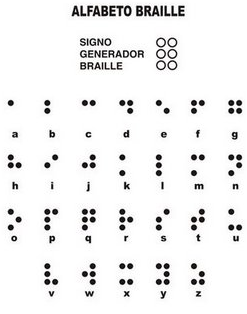 ALFABETO BRAILLE
SIGNO
GENERADOR
BRAILLE
a b c d e f g
h i j k l m n
o p q r s t u
v w x y z